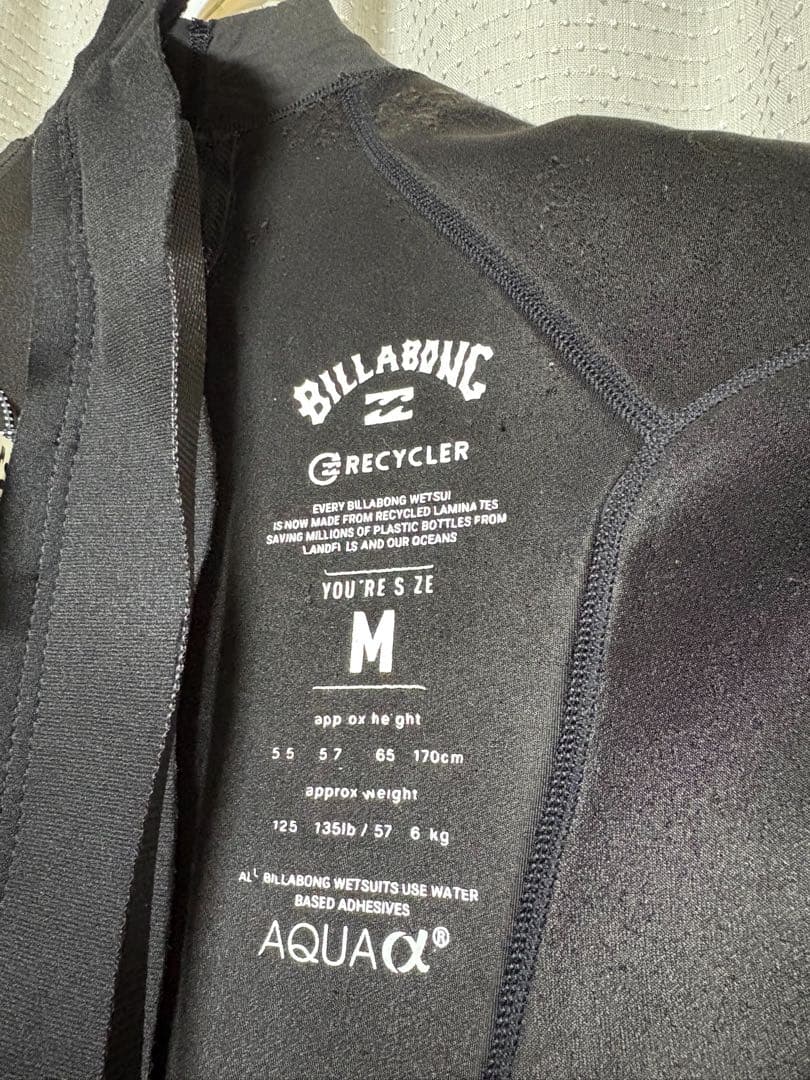 BILLABONG
RECYCLER
EVERY BILLABONG WETSUI
IS NOW MADE FROM RECYCLED LAMINA TES
SAVING MILLIONS OF PLASTIC BOTTLES FROM
LANDFI LS AND OUR OCEANS
YOU'RE S ZE
M
app ox he ght
5 5 5 7 65 170cm
approx weight
125 135lb / 57 6 kg
ALL BILLABONG WETSUITS USE WATER
BASED ADHESIVES
AQUA α®